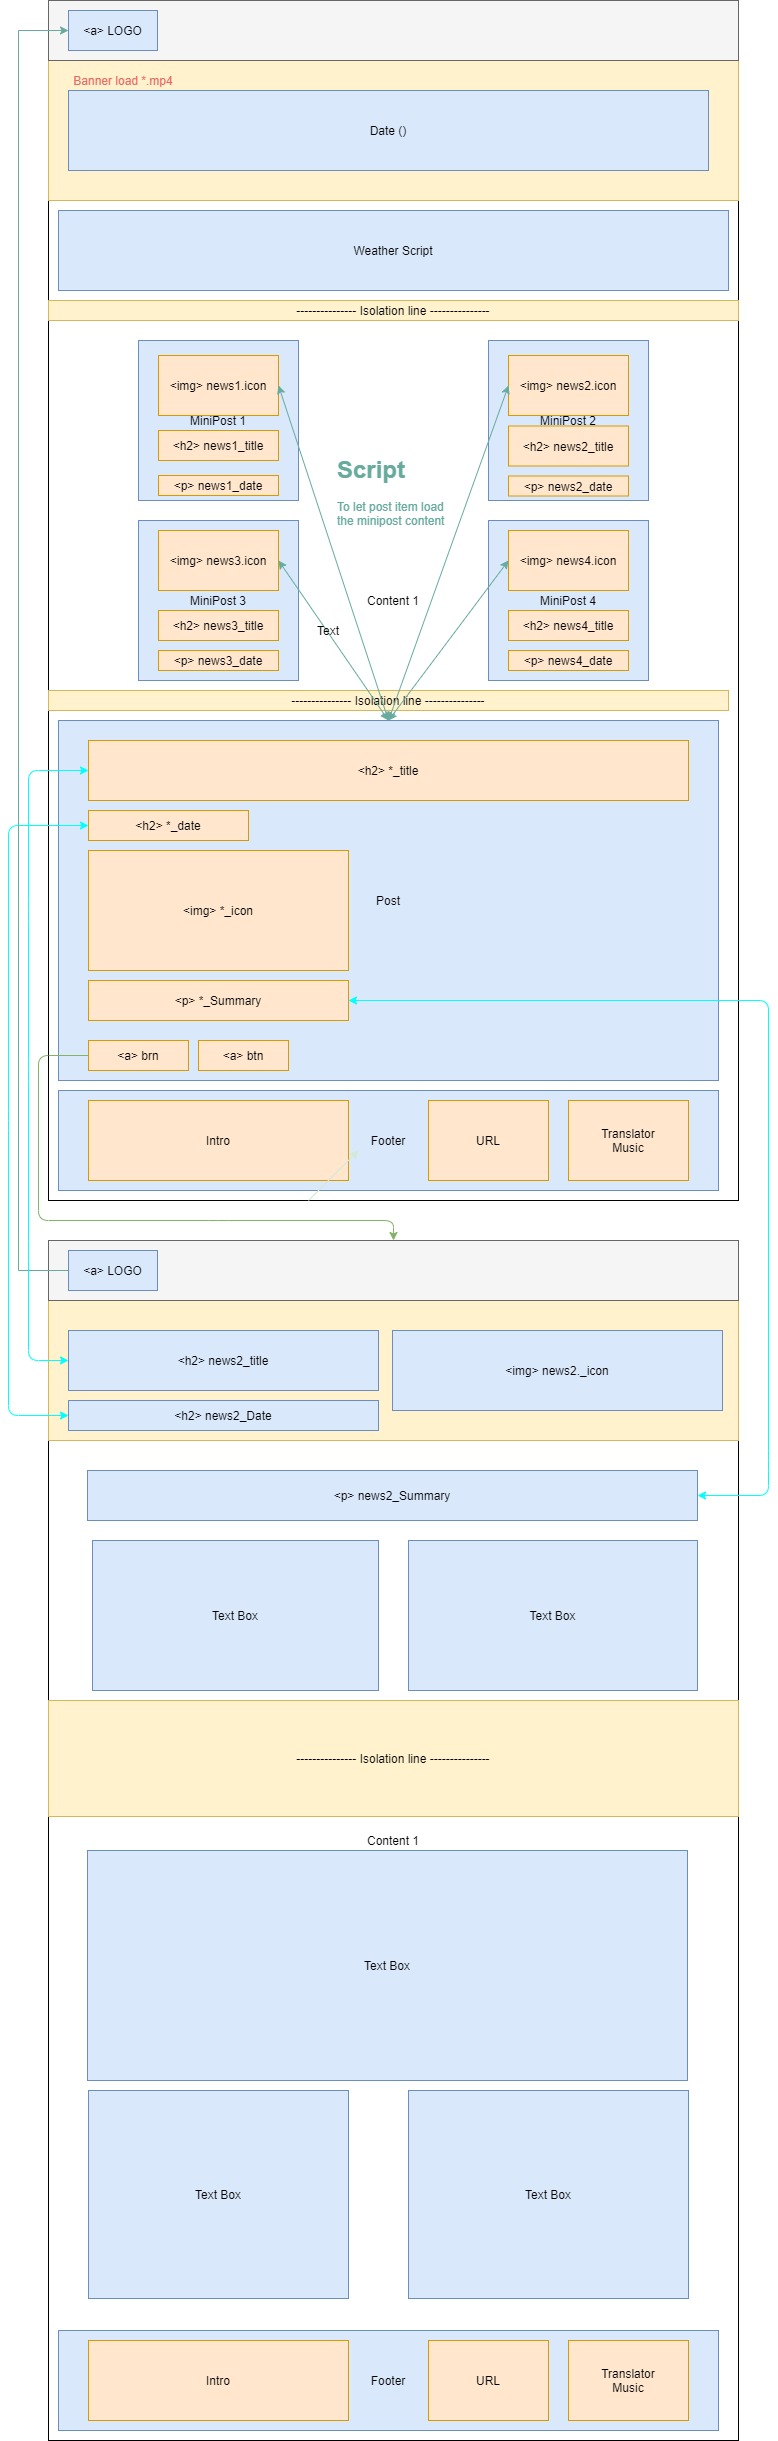 <a> LOGO
Banner load *.mp4
Date ()
Weather Script
--------------- Isolation line ---------------
<img> news1.icon
MiniPost 1
<h2> news1_title
<p> news1_date
<img> news2.icon
MiniPost 2
<h2> news2_title
<p> news2_date
Script
To let post item load
the minipost content
<img> news3.icon
MiniPost 3
<h2> news3_title
<p> news3_date
Content 1
Text
<img> news4.icon
MiniPost 4
<h2> news4_title
<p> news4_date
--------------- Isolation line ---------------
<h2> *_title
<h2> *_date
<img> *_icon
Post
<p> *_Summary
<a> brn
<a> btn
Intro
Footer
URL
Translator
Music
<a> LOGO
<h2> news2_title
<img> news2._icon
<h2> news2_Date
<p> news2_Summary
Text Box
Text Box
--------------- Isolation line ---------------
Content 1
Text Box
Text Box
Text Box
Intro
Footer
URL
Translator
Music